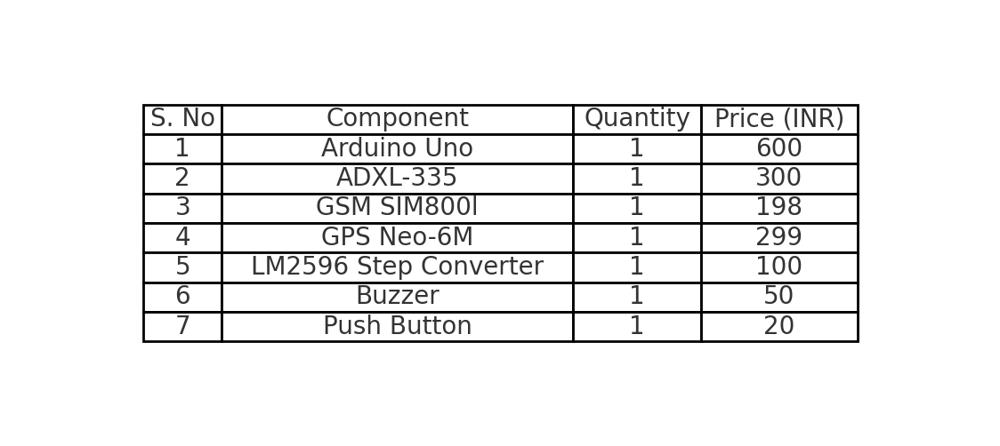 S. No Component Quantity Price (INR)
1 Arduino Uno 1 600
2 ADXL-335 1 300
3 GSM SIM800l 1 198
4 GPS Neo-6M 1 299
5 LM2596 Step Converter 1 100
6 Buzzer 1 50
7 Push Button 1 20